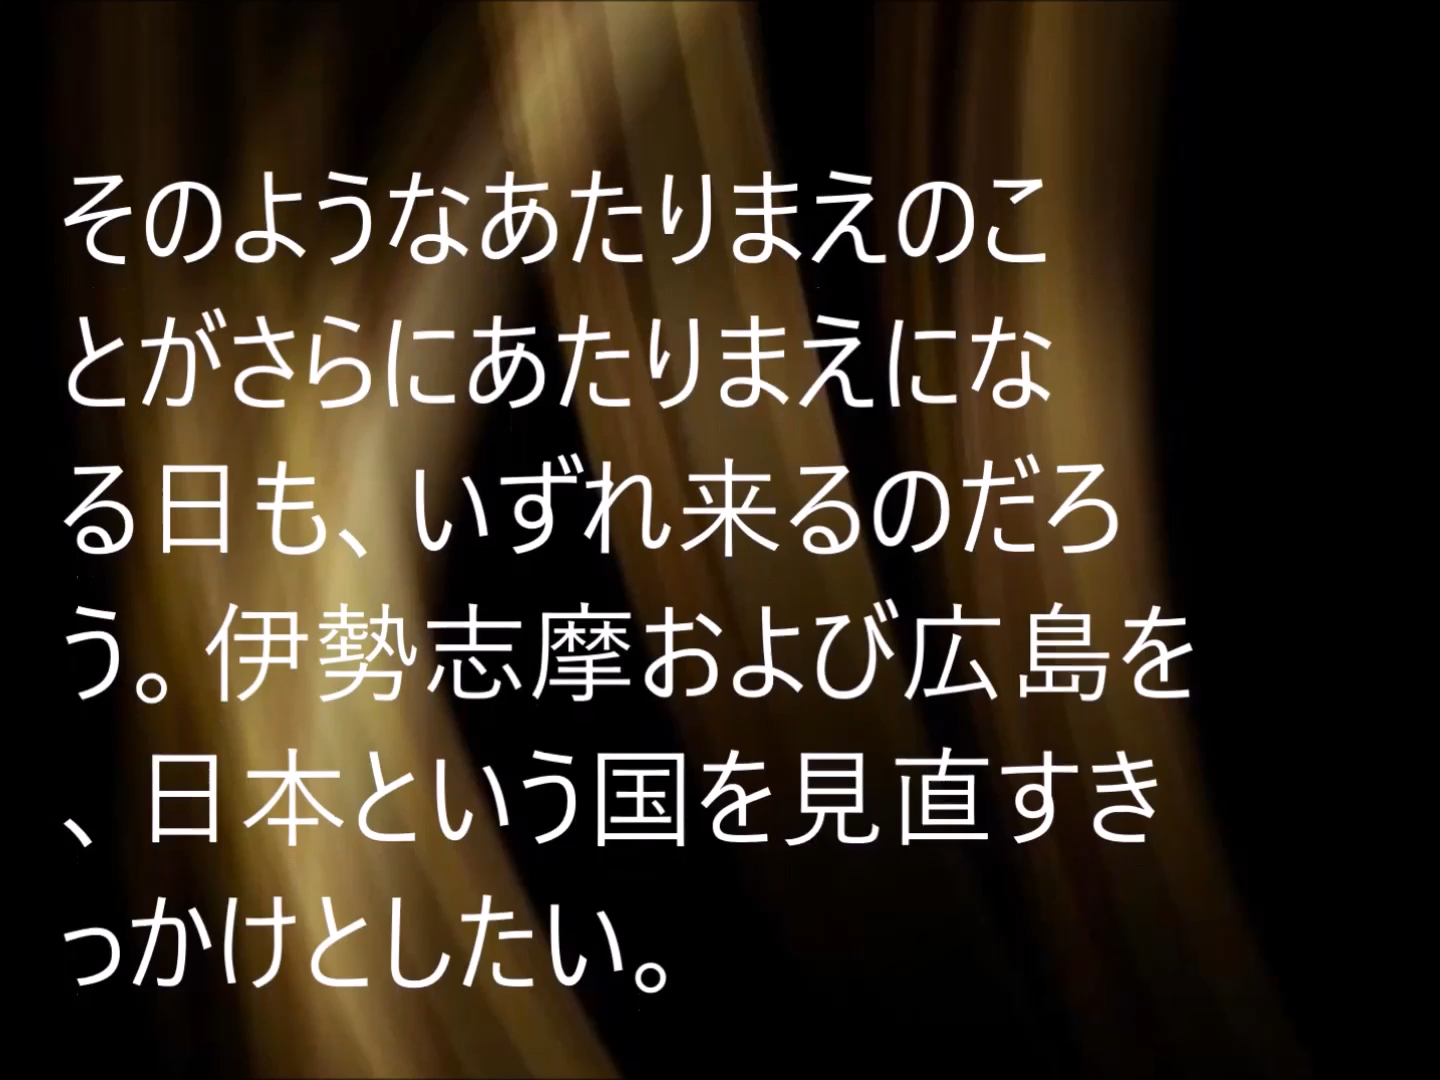 そのようなあたりまえのこ
とがさらにあたりまえにな
る日も、いずれ来るのだろ
う。伊勢志摩および広島を
、日本という国を見直すき
っかけとしたい。